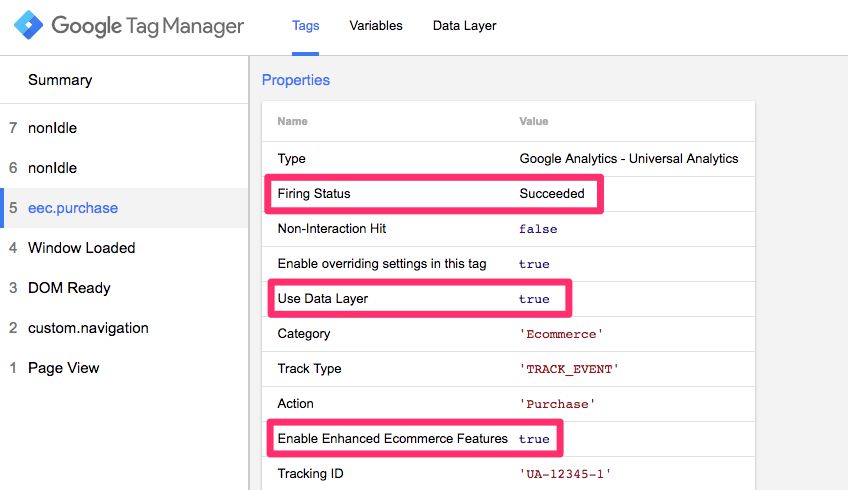 Google Tag Manager
Tags Variables Data Layer
Summary
7 nonIdle
6 nonIdle
5 eec.purchase
4 Window Loaded
3 DOM Ready
2 custom.navigation
1 Page View
Properties
Name Value
Type Google Analytics - Universal Analytics
Firing Status Succeeded
Non-Interaction Hit false
Enable overriding settings in this tag true
Use Data Layer true
Category 'Ecommerce'
Track Type 'TRACK_EVENT'
Action 'Purchase'
Enable Enhanced Ecommerce Features true
Tracking ID 'UA-12345-1'